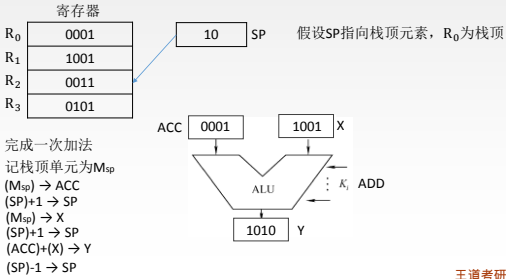 寄存器
R₀ 0001
R₁ 1001
R₂ 0011
R₃ 0101
10 SP
假设SP指向栈顶元素，R₀为栈顶
完成一次加法
记栈顶单元为Msp
(Msp) → ACC
(SP)+1 → SP
(Msp) → X
(SP)+1 → SP
(ACC)+(X) → Y
(SP)-1 → SP
ACC 0001 1001 X
ALU
⋮ Kᵢ ADD
1010 Y
王道考研